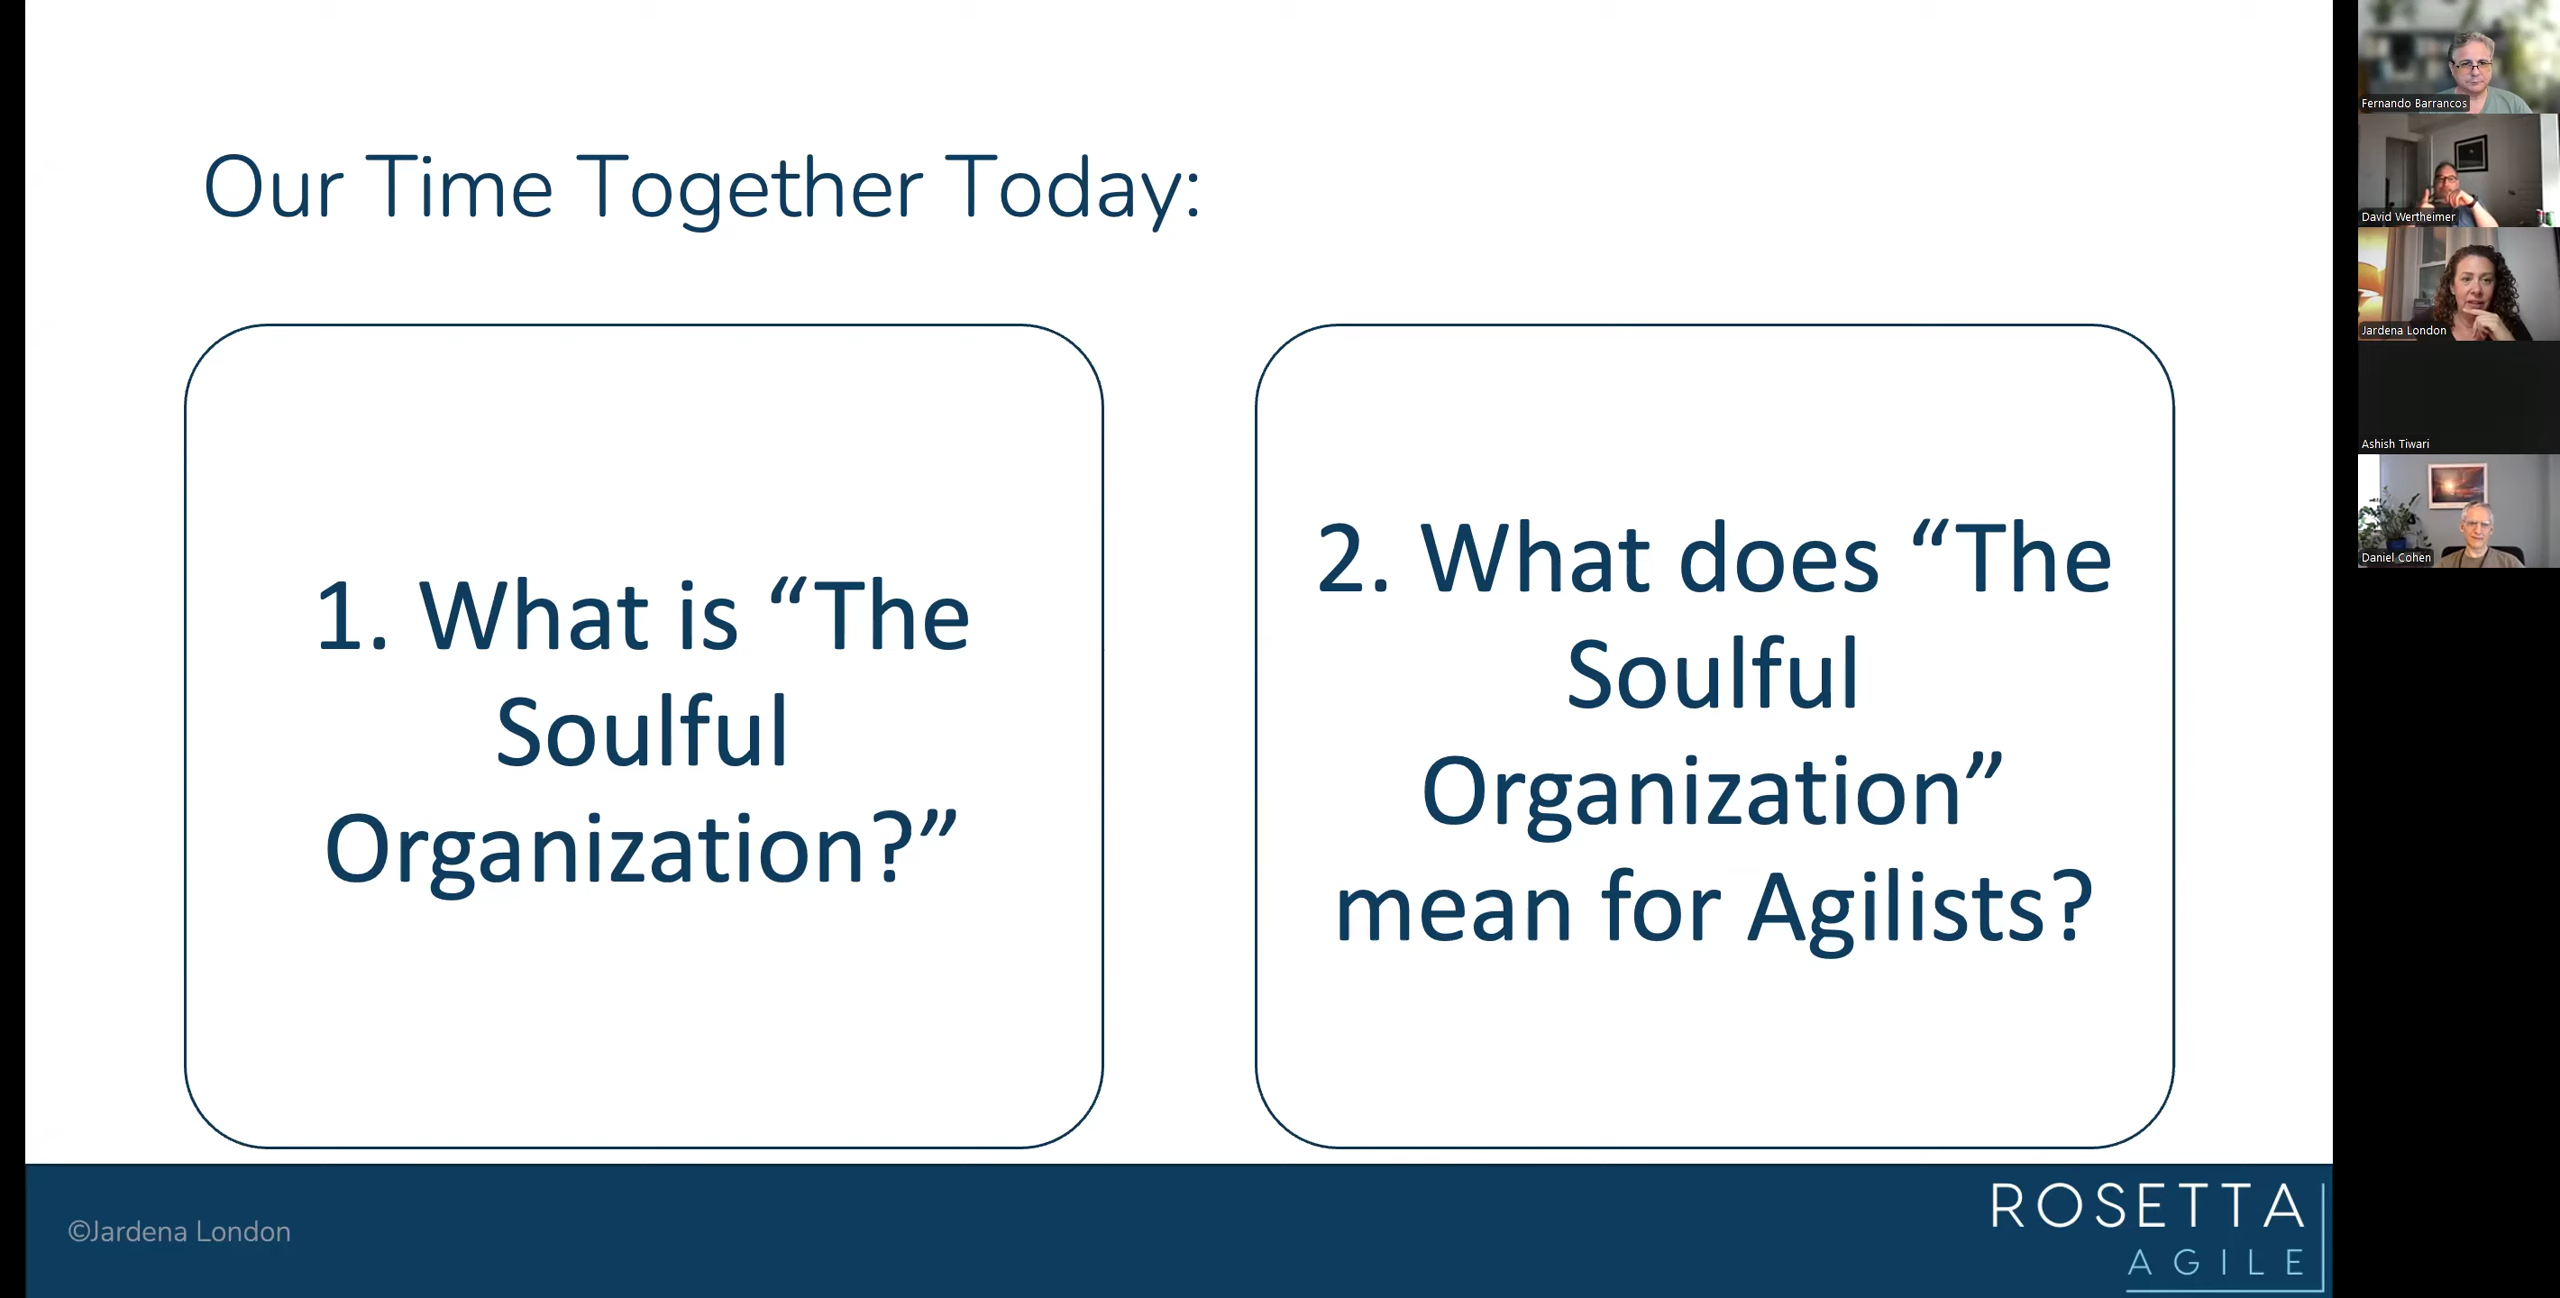 Our Time Together Today:
1. What is “The
Soulful
Organization?”
2. What does “The
Soulful
Organization”
mean for Agilists?
©Jardena London
ROSETTA
AGILE
Fernando Barrancos
David Wertheimer
Jardena London
Ashish Tiwari
Daniel Cohen